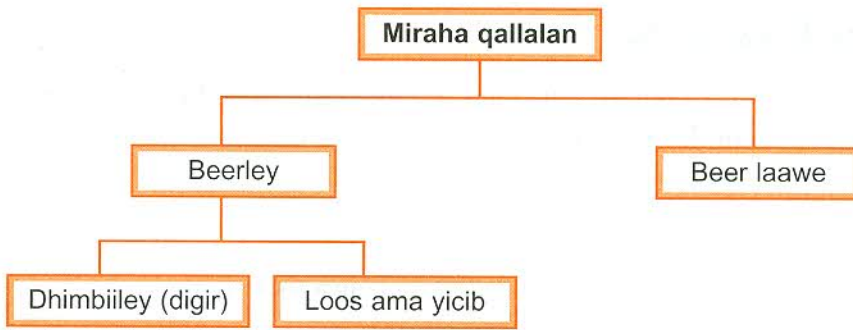 Miraha qallalan
Beerley
Beer laawe
Dhimbiiley (digir)
Loos ama yicib